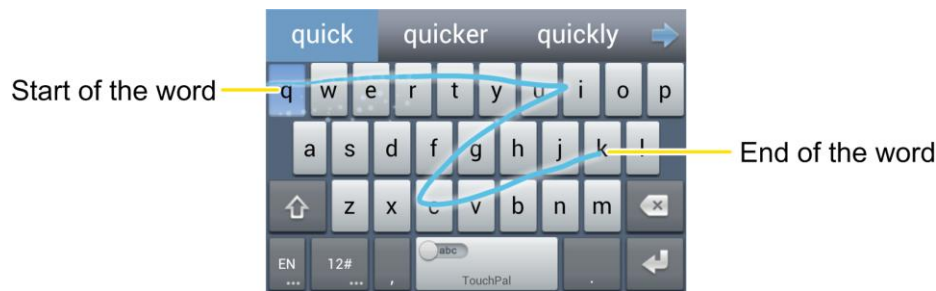 quick quicker quickly
Start of the word
q w e r t y u i o p
a s d f g h j k l
End of the word
z x c v b n m
EN 12# , abc TouchPal .